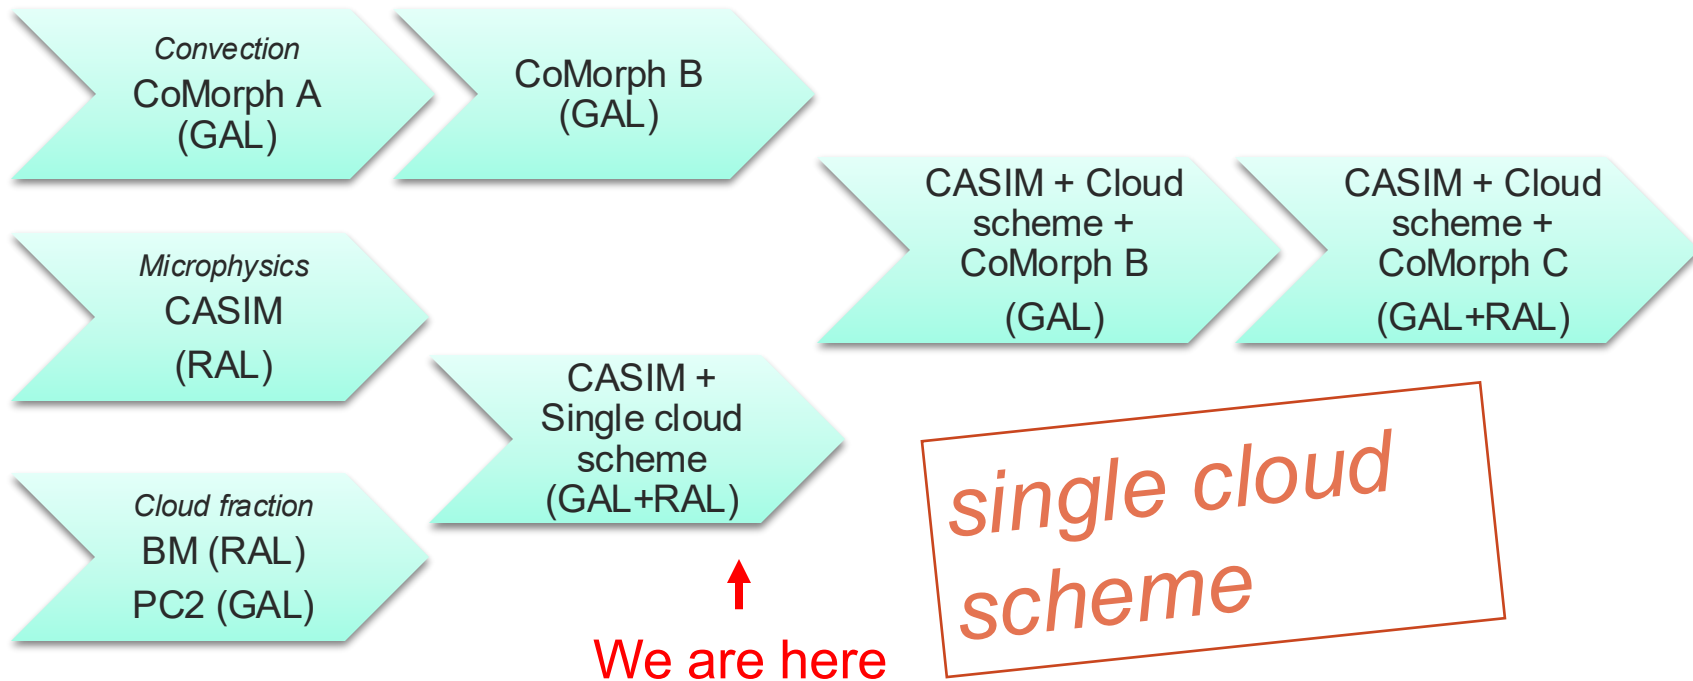 Convection
CoMorph A
(GAL)
CoMorph B
(GAL)
Microphysics
CASIM
(RAL)
Cloud fraction
BM (RAL)
PC2 (GAL)
CASIM +
Single cloud
scheme
(GAL+RAL)
CASIM + Cloud
scheme +
CoMorph B
(GAL)
CASIM + Cloud
scheme +
CoMorph C
(GAL+RAL)
We are here
single cloud
scheme